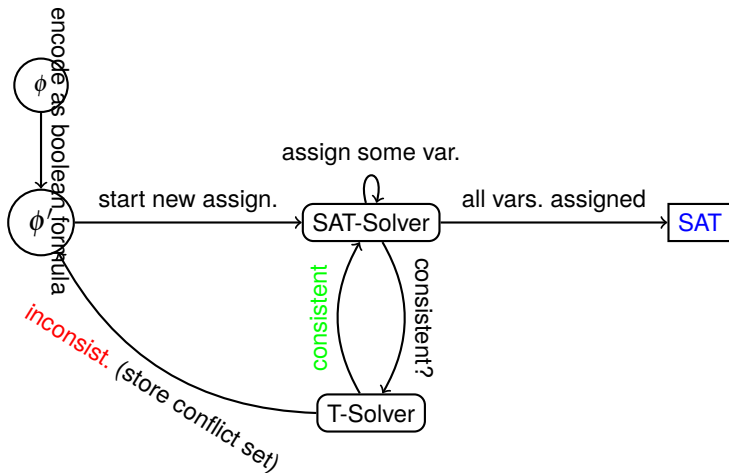 ϕ
encode as boolean formula
ϕ′
start new assign.
assign some var.
SAT-Solver
all vars. assigned
SAT
consistent
consistent?
inconsist. (store conflict set)
T-Solver